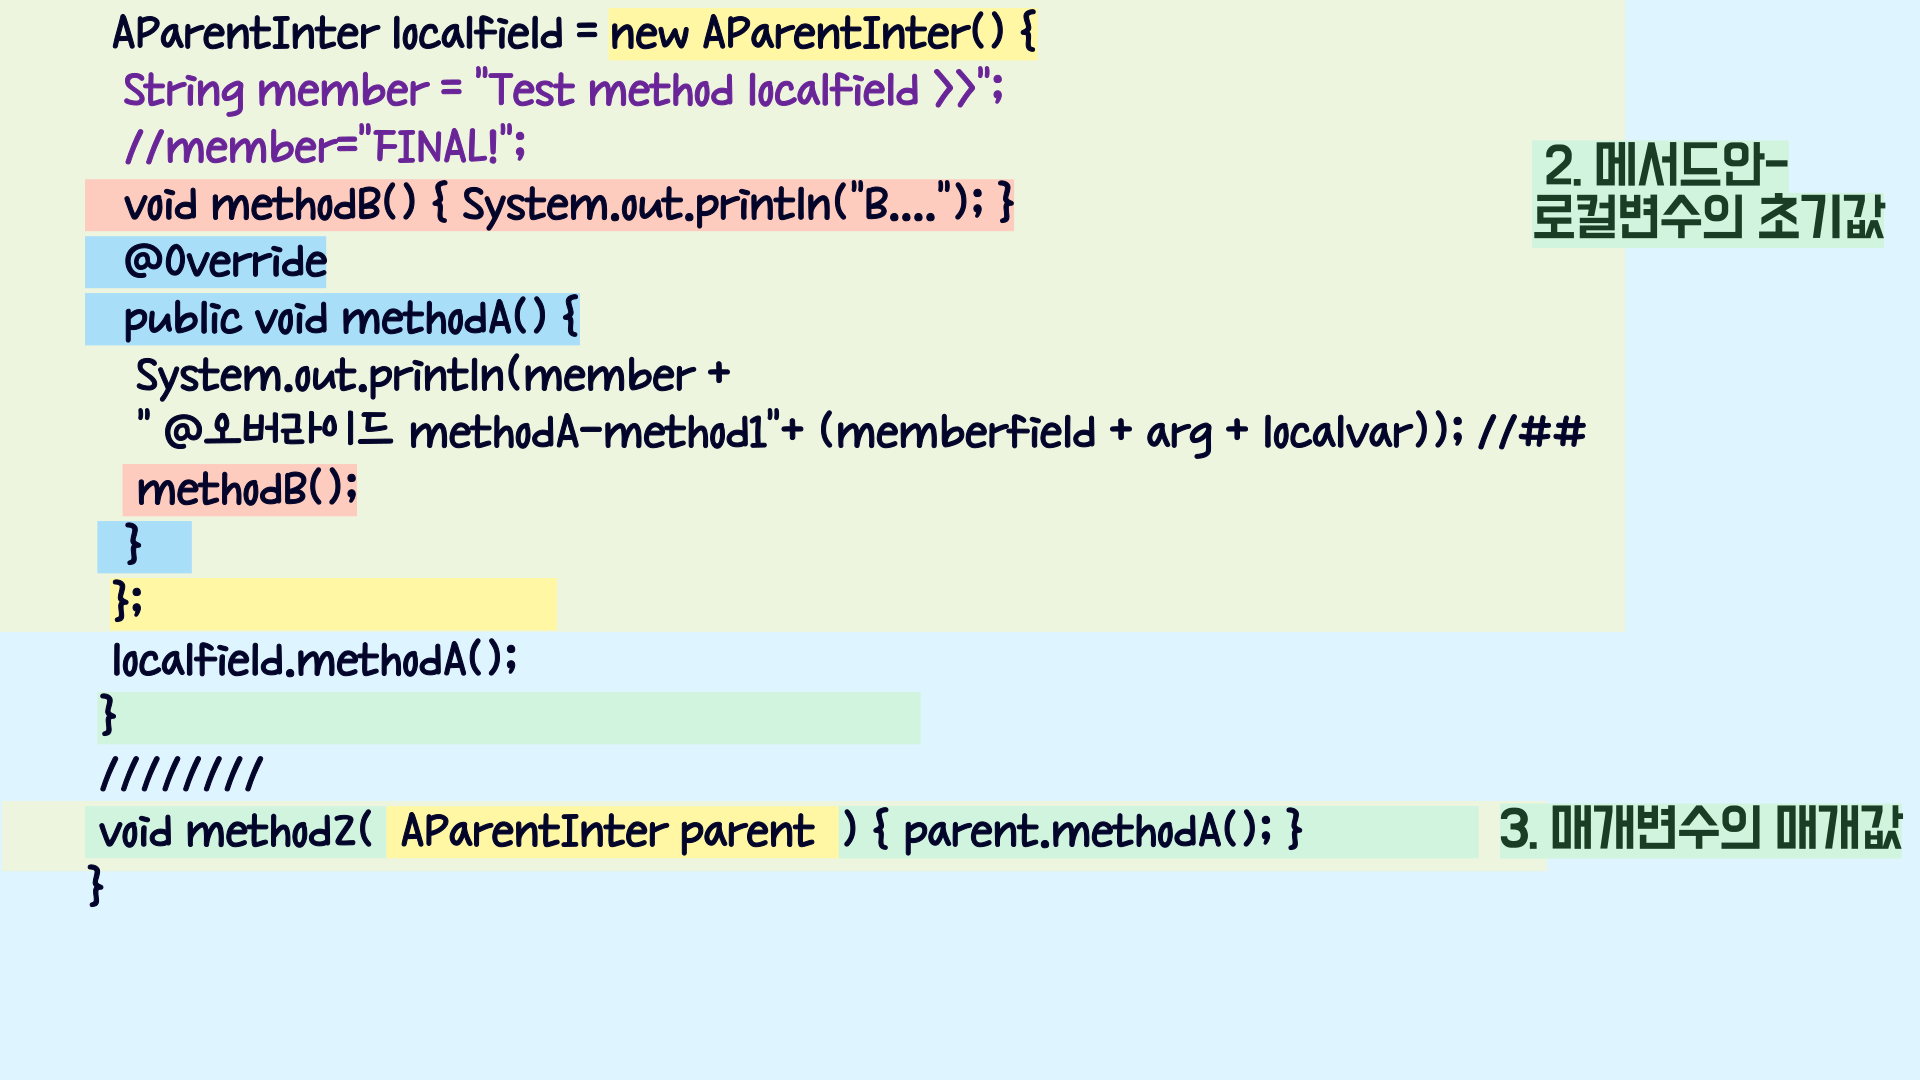 AParentInter localfield = new AParentInter() {
String member = "Test method localfield >>";
//member="FINAL!";
void methodB() { System.out.println("B...."); }
@Override
public void methodA() {
System.out.println(member +
" @오버라이드 methodA-method1"+ (memberfield + arg + localvar)); //##
methodB();
}
};
localfield.methodA();
}
////////
void method2( AParentInter parent ) { parent.methodA(); }
}
2. 메서드안-
로컬변수의 초기값
3. 매개변수의 매개값